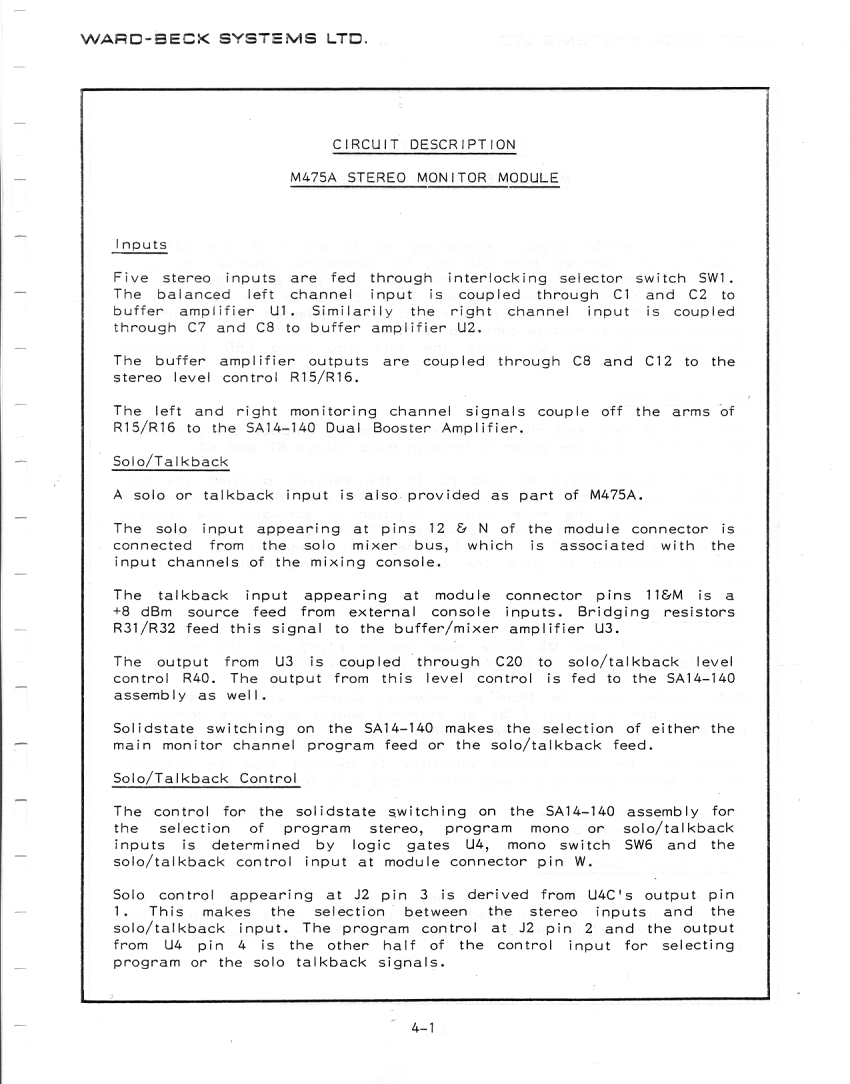 WARD-BECK SYSTEMS LTD.
CIRCUIT DESCRIPTION
M475A STEREO MONITOR MODULE
Inputs
Five stereo inputs are fed through interlocking selector switch SW1.
The balanced left channel input is coupled through C1 and C2 to
buffer amplifier U1. Similarily the right channel input is coupled
through C7 and C8 to buffer amplifier U2.
The buffer amplifier outputs are coupled through C8 and C12 to the
stereo level control R15/R16.
The left and right monitoring channel signals couple off the arms of
R15/R16 to the SA14-140 Dual Booster Amplifier.
Solo/Talkback
A solo or talkback input is also provided as part of M475A.
The solo input appearing at pins 12 & N of the module connector is
connected from the solo mixer bus, which is associated with the
input channels of the mixing console.
The talkback input appearing at module connector pins 11&M is a
+8 dBm source feed from external console inputs. Bridging resistors
R31/R32 feed this signal to the buffer/mixer amplifier U3.
The output from U3 is coupled through C20 to solo/talkback level
control R40. The output from this level control is fed to the SA14-140
assembly as well.
Solidstate switching on the SA14-140 makes the selection of either the
main monitor channel program feed or the solo/talkback feed.
Solo/Talkback Control
The control for the solidstate switching on the SA14-140 assembly for
the selection of program stereo, program mono or solo/talkback
inputs is determined by logic gates U4, mono switch SW6 and the
solo/talkback control input at module connector pin W.
Solo control appearing at J2 pin 3 is derived from U4C's output pin
1. This makes the selection between the stereo inputs and the
solo/talkback input. The program control at J2 pin 2 and the output
from U4 pin 4 is the other half of the control input for selecting
program or the solo talkback signals.
4-1